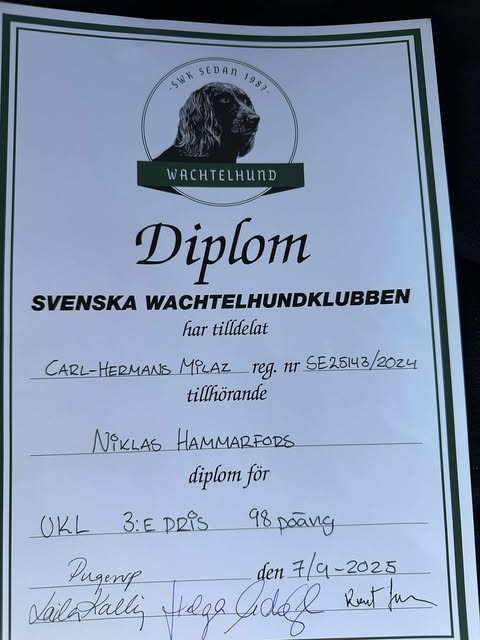 ·SWK SEDAN 1987·
WACHTELHUND
Diplom
SVENSKA WACHTELHUNDKLUBBEN
har tilldelat
CARL-HERMANS MILAZ reg. nr SE25143/2024
tillhörande
NIKLAS HAMMARFORS
diplom för
UKL 3:E PRIS 98 poäng
den 7/9-2025